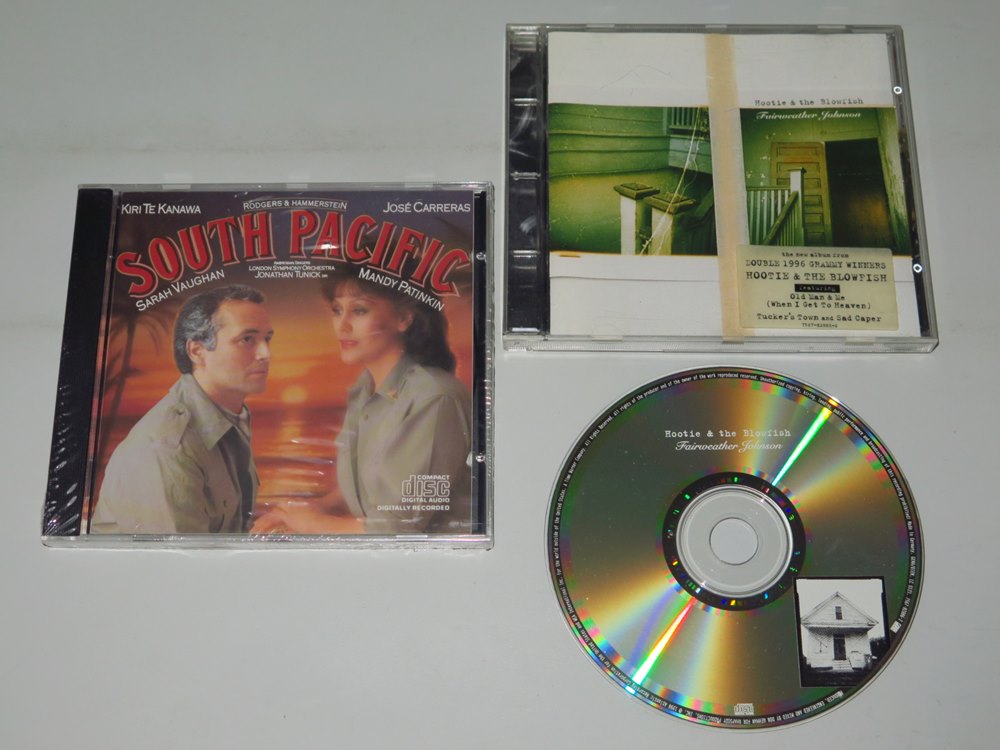 KIRI TE KANAWA
RODGERS & HAMMERSTEIN
JOSÉ CARRERAS
SOUTH PACIFIC
SARAH VAUGHAN
AMBROSIAN SINGERS
LONDON SYMPHONY ORCHESTRA
JONATHAN TUNICK
MANDY PATINKIN
COMPACT
disc
DIGITAL AUDIO
DIGITALLY RECORDED
Hootie & the Blowfish
Fairweather Johnson
the new album from
DOUBLE 1996 GRAMMY WINNERS
HOOTIE & THE BLOWFISH
featuring
Old Man & Me
(When I Get To Heaven)
Tucker's Town and Sad Caper
Hootie & the Blowfish
Fairweather Johnson